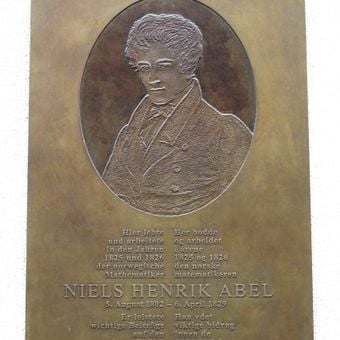 Hier lebte
und arbeitete
in den Jahren
1825 und 1826
der norwegische
Mathematiker
Her bodde
og arbeidet
i årene
1825 og 1826
den norske
matematikeren
NIELS HENRIK ABEL
5. August 1802 – 6. April 1829
Er leistete
wichtige Beiträge
auf den
Han ydet
viktige bidrag
innen de